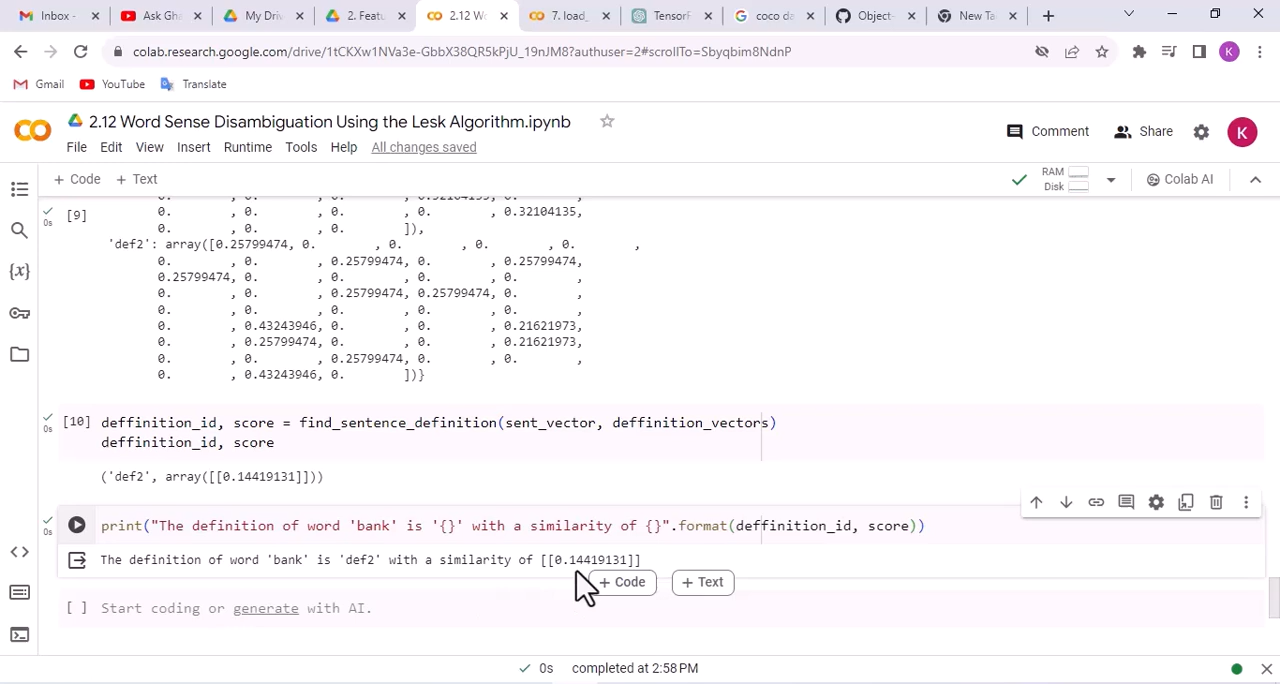 Inbox -
Ask Gh
My Driv
2. Featu
2.12 Wo
7. load_
TensorF
coco da
Object-
New Ta
colab.research.google.com/drive/1tCKXw1NVa3e-GbbX38QR5kPjU_19nJM8?authuser=2#scrollTo=Sbyqbim8NdnP
K
Gmail YouTube Translate
2.12 Word Sense Disambiguation Using the Lesk Algorithm.ipynb
Comment Share K
File Edit View Insert Runtime Tools Help All changes saved
+ Code + Text RAM Disk Colab AI
[9] 0. , 0. , 0. , 0. , 0.32104135,
0s 0. , 0. , 0. ]),
'def2': array([0.25799474, 0. , 0. , 0. , 0. ,
0. , 0. , 0.25799474, 0. , 0.25799474,
0.25799474, 0. , 0. , 0. , 0. ,
0. , 0. , 0.25799474, 0.25799474, 0. ,
0. , 0. , 0. , 0. , 0. ,
0. , 0.43243946, 0. , 0. , 0.21621973,
0. , 0.25799474, 0. , 0. , 0.21621973,
0. , 0. , 0.25799474, 0. , 0. ,
0. , 0.43243946, 0. ])}
[10] deffinition_id, score = find_sentence_definition(sent_vector, deffinition_vectors)
0s deffinition_id, score
('def2', array([[0.14419131]]))
print("The definition of word 'bank' is '{}' with a similarity of {}".format(deffinition_id, score))
0s
The definition of word 'bank' is 'def2' with a similarity of [[0.14419131]]
+ Code + Text
[ ] Start coding or generate with AI.
0s completed at 2:58 PM